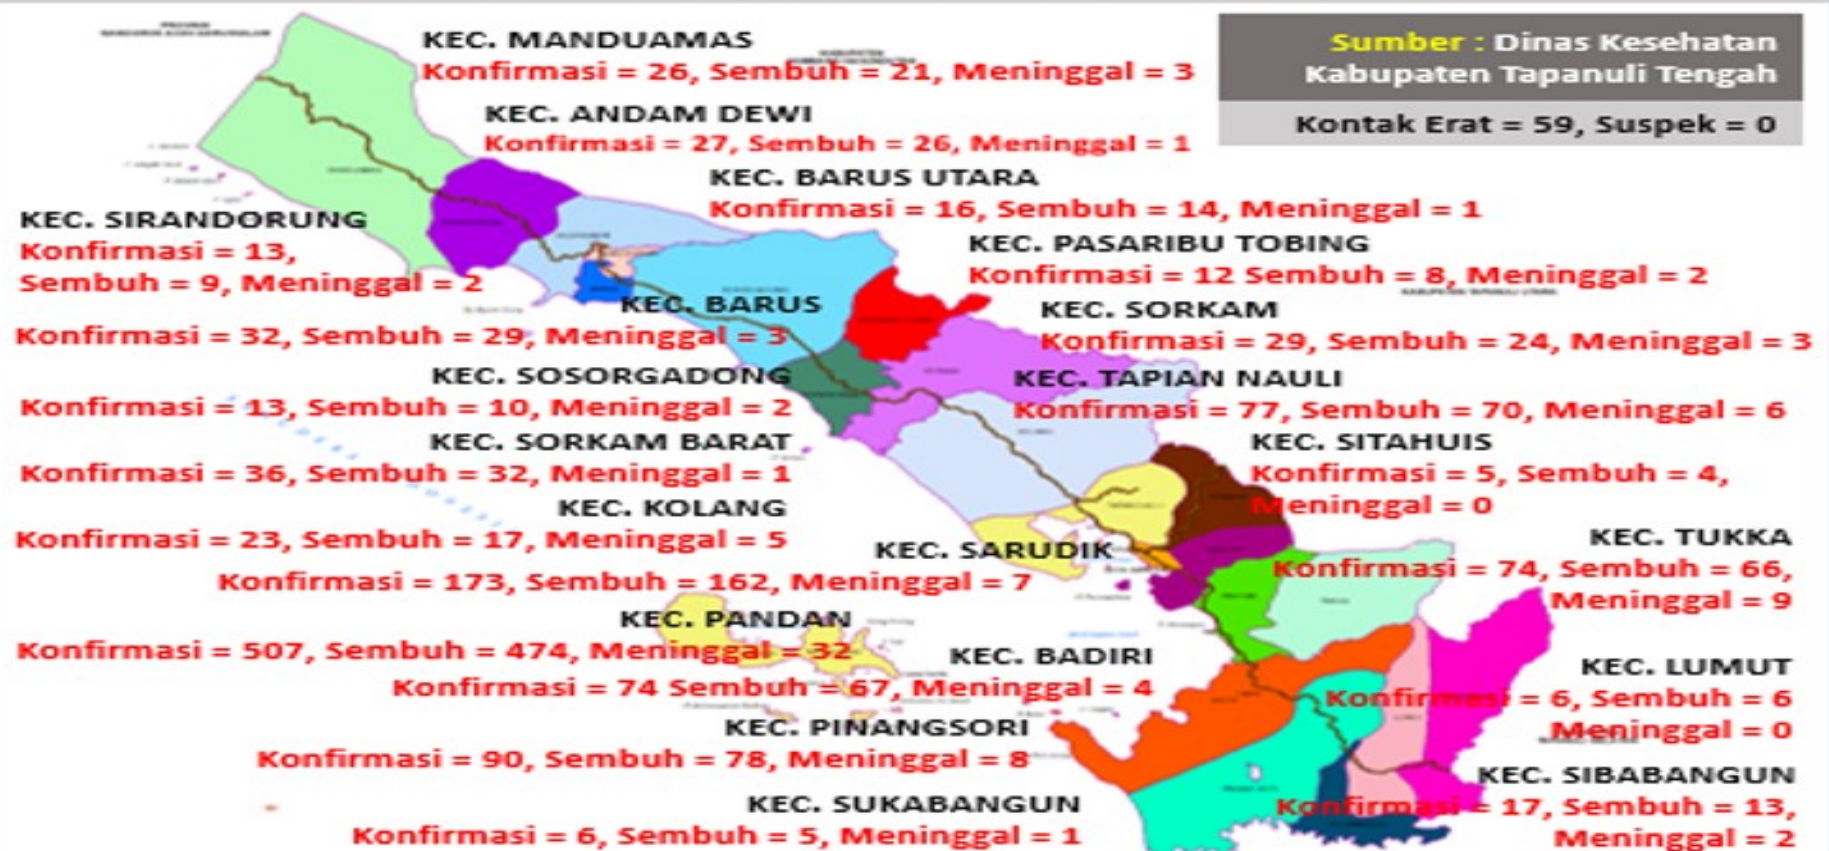 KEC. MANDUAMAS
Konfirmasi = 26, Sembuh = 21, Meninggal = 3
Sumber : Dinas Kesehatan
Kabupaten Tapanuli Tengah
Kontak Erat = 59, Suspek = 0
KEC. ANDAM DEWI
Konfirmasi = 27, Sembuh = 26, Meninggal = 1
KEC. BARUS UTARA
Konfirmasi = 16, Sembuh = 14, Meninggal = 1
KEC. SIRANDORUNG
Konfirmasi = 13,
Sembuh = 9, Meninggal = 2
KEC. PASARIBU TOBING
Konfirmasi = 12 Sembuh = 8, Meninggal = 2
KEC. BARUS
Konfirmasi = 32, Sembuh = 29, Meninggal = 3
KEC. SORKAM
Konfirmasi = 29, Sembuh = 24, Meninggal = 3
KEC. SOSORGADONG
Konfirmasi = 13, Sembuh = 10, Meninggal = 2
KEC. TAPIAN NAULI
Konfirmasi = 77, Sembuh = 70, Meninggal = 6
KEC. SORKAM BARAT
Konfirmasi = 36, Sembuh = 32, Meninggal = 1
KEC. SITAHUIS
Konfirmasi = 5, Sembuh = 4,
Meninggal = 0
KEC. KOLANG
Konfirmasi = 23, Sembuh = 17, Meninggal = 5
KEC. SARUDIK
Konfirmasi = 173, Sembuh = 162, Meninggal = 7
KEC. TUKKA
Konfirmasi = 74, Sembuh = 66,
Meninggal = 9
KEC. PANDAN
Konfirmasi = 507, Sembuh = 474, Meninggal = 32
KEC. BADIRI
Konfirmasi = 74 Sembuh = 67, Meninggal = 4
KEC. LUMUT
Konfirmasi = 6, Sembuh = 6
Meninggal = 0
KEC. PINANGSORI
Konfirmasi = 90, Sembuh = 78, Meninggal = 8
KEC. SIBABANGUN
Konfirmasi = 17, Sembuh = 13,
Meninggal = 2
KEC. SUKABANGUN
Konfirmasi = 6, Sembuh = 5, Meninggal = 1